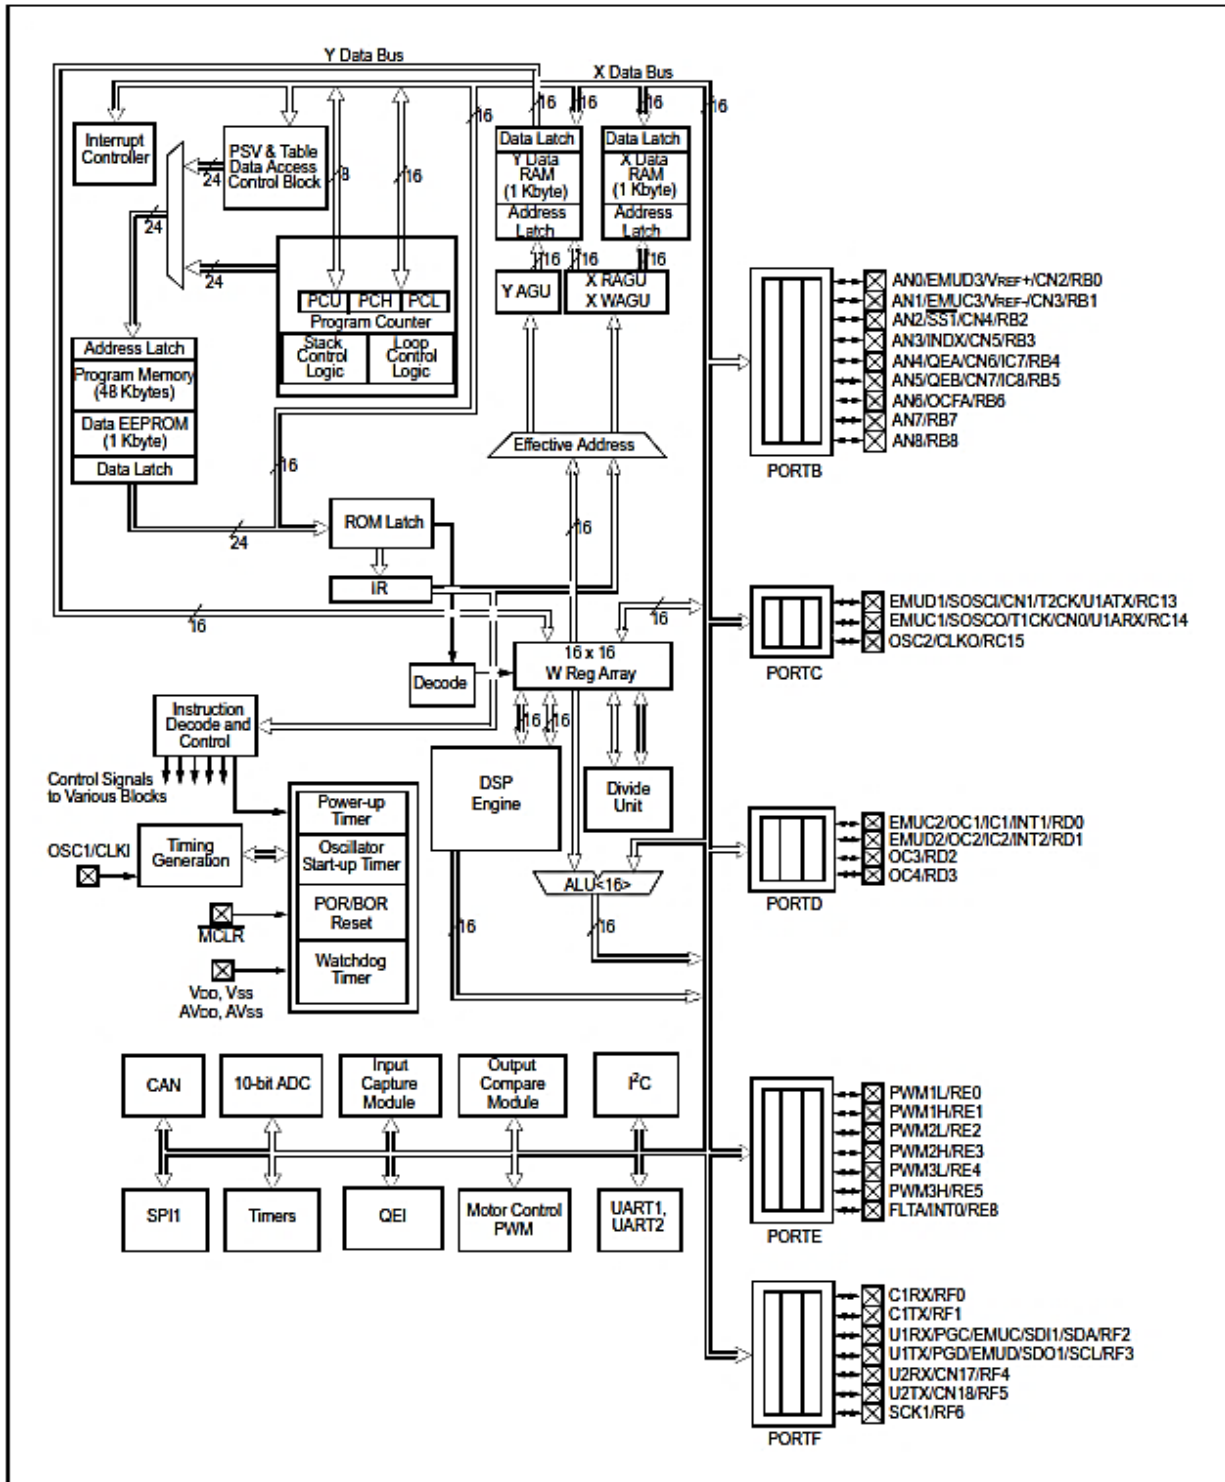 Y Data Bus
X Data Bus
16
16
16
16
16
Interrupt
Controller
PSV & Table
Data Access
Control Block
24
8
16
24
24
Data Latch
Y Data
RAM
(1 Kbyte)
Address
Latch
Data Latch
X Data
RAM
(1 Kbyte)
Address
Latch
16
16
16
Y AGU
X RAGU
X WAGU
PCU PCH PCL
Program Counter
Stack
Control
Logic
Loop
Control
Logic
Address Latch
Program Memory
(48 Kbytes)
Data EEPROM
(1 Kbyte)
Data Latch
Effective Address
16
24
ROM Latch
16
IR
16
16
16 x 16
W Reg Array
Decode
Instruction
Decode and
Control
16
16
Control Signals
to Various Blocks
DSP
Engine
Divide
Unit
Power-up
Timer
Oscillator
Start-up Timer
POR/BOR
Reset
Watchdog
Timer
OSC1/CLKI
Timing
Generation
MCLR
VDD, VSS
AVDD, AVSS
ALU<16>
16
16
CAN
10-bit ADC
Input
Capture
Module
Output
Compare
Module
I²C
SPI1
Timers
QEI
Motor Control
PWM
UART1,
UART2
AN0/EMUD3/VREF+/CN2/RB0
AN1/EMUC3/VREF-/CN3/RB1
AN2/SS1/CN4/RB2
AN3/INDX/CN5/RB3
AN4/QEA/CN6/IC7/RB4
AN5/QEB/CN7/IC8/RB5
AN6/OCFA/RB6
AN7/RB7
AN8/RB8
PORTB
EMUD1/SOSCI/CN1/T2CK/U1ATX/RC13
EMUC1/SOSCO/T1CK/CN0/U1ARX/RC14
OSC2/CLKO/RC15
PORTC
EMUC2/OC1/IC1/INT1/RD0
EMUD2/OC2/IC2/INT2/RD1
OC3/RD2
OC4/RD3
PORTD
PWM1L/RE0
PWM1H/RE1
PWM2L/RE2
PWM2H/RE3
PWM3L/RE4
PWM3H/RE5
FLTA/INT0/RE8
PORTE
C1RX/RF0
C1TX/RF1
U1RX/PGC/EMUC/SDI1/SDA/RF2
U1TX/PGD/EMUD/SDO1/SCL/RF3
U2RX/CN17/RF4
U2TX/CN18/RF5
SCK1/RF6
PORTF